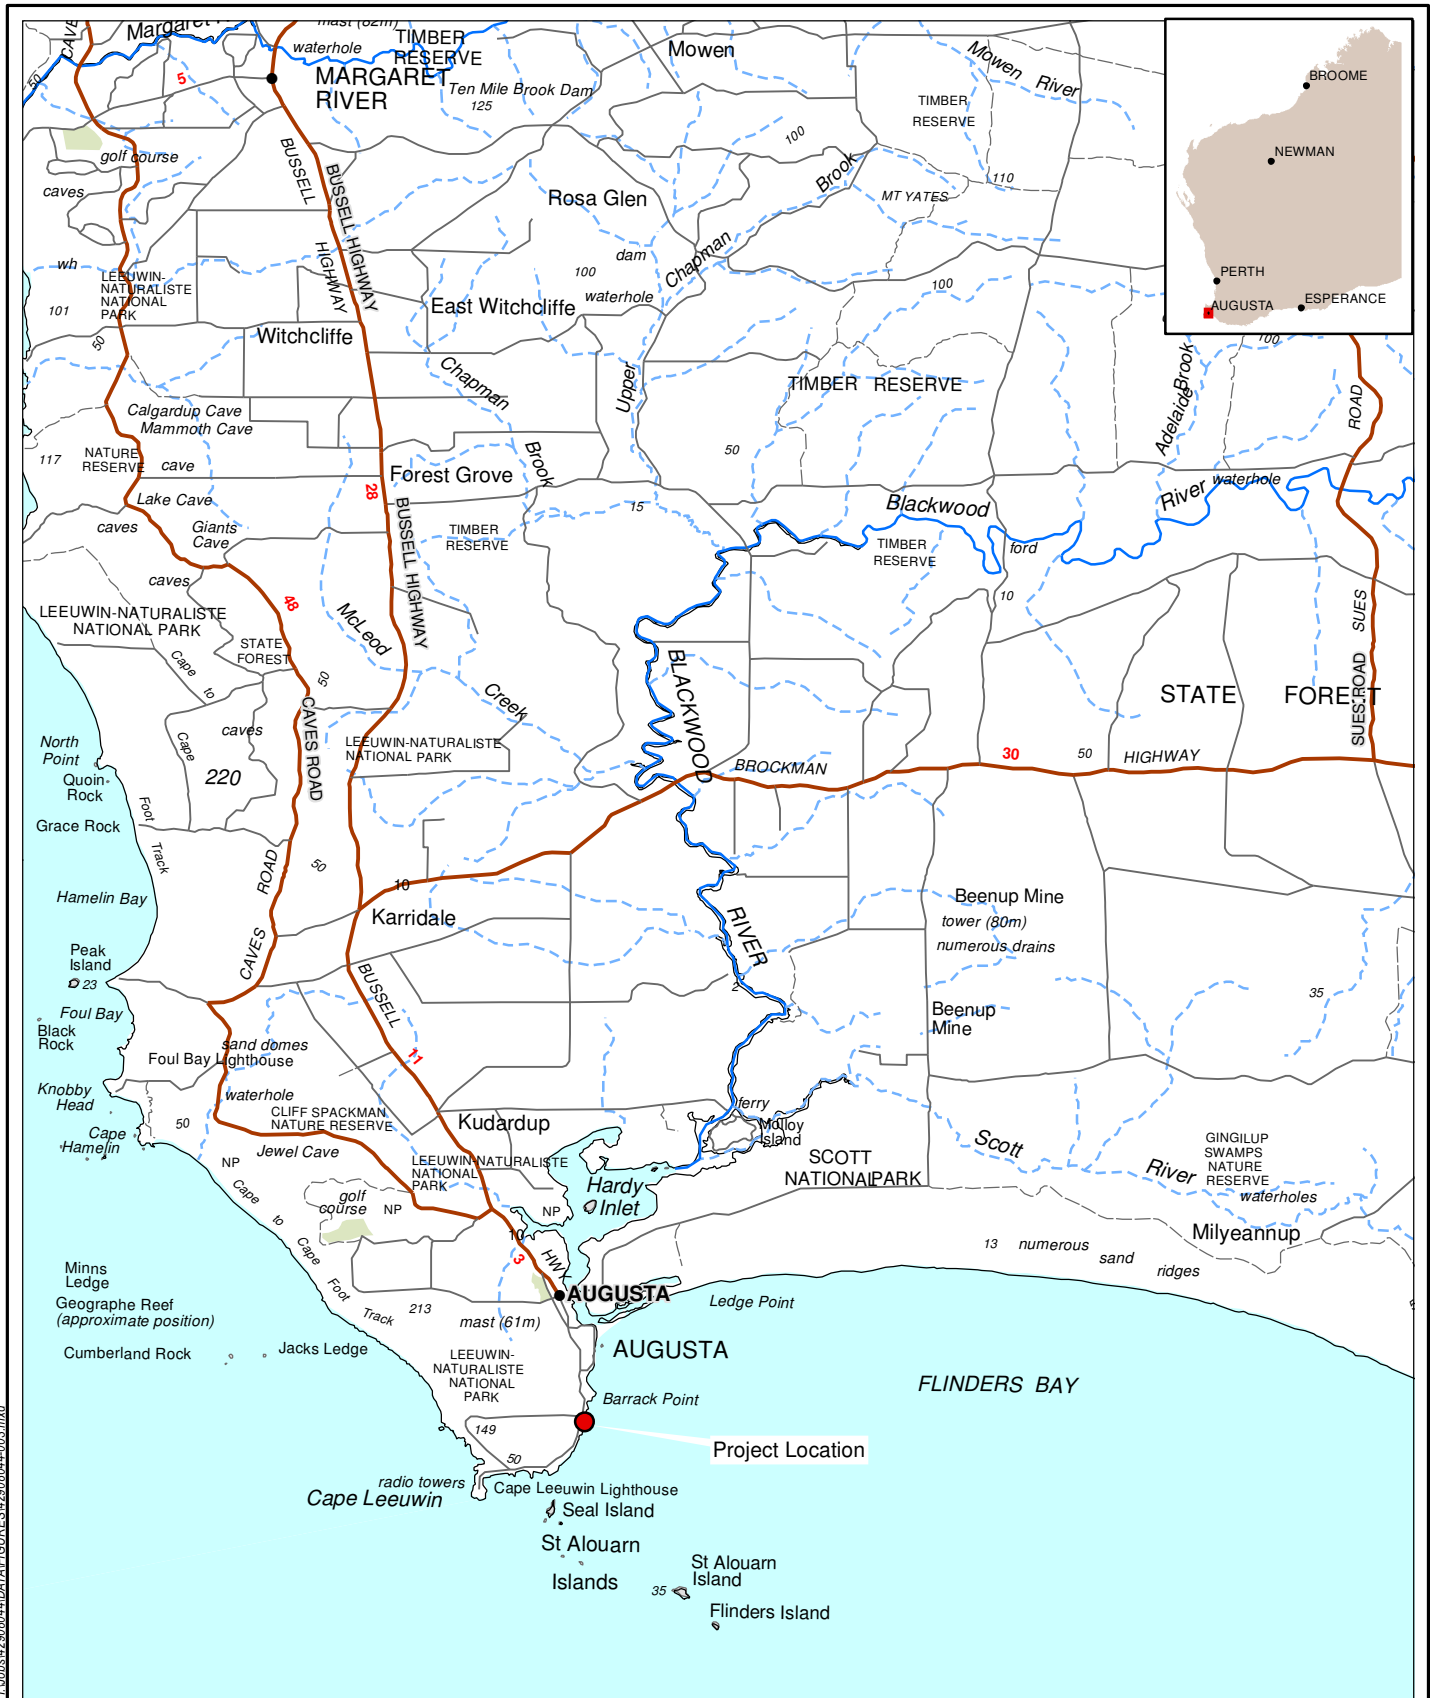 mast (82m)
Margaret
CAVE
TIMBER
RESERVE
waterhole
Mowen
Mowen River
MARGARET
RIVER
Ten Mile Brook Dam
125
5
50
TIMBER
RESERVE
BROOME
NEWMAN
PERTH
AUGUSTA
ESPERANCE
100
golf course
caves
BUSSELL
HIGHWAY
BUSSELL HIGHWAY
Rosa Glen
Chapman Brook
MT YATES
110
wh
101
LEEUWIN-
NATURALISTE
NATIONAL
PARK
50
dam
100
waterhole
100
East Witchcliffe
Witchcliffe
100
Chapman
Brook
Upper
TIMBER RESERVE
Adelaide Brook
ROAD
Calgardup Cave
Mammoth Cave
117
NATURE
RESERVE
cave
50
Forest Grove
28
Lake Cave
caves
Giants
Cave
BUSSELL HIGHWAY
TIMBER
RESERVE
15
Blackwood
River
waterhole
TIMBER
RESERVE
ford
10
caves
48
LEEUWIN-NATURALISTE
NATIONAL PARK
McLeod
Creek
STATE
FOREST
50
Cape
to
Cape
Foot
Track
caves
220
CAVES ROAD
LEEUWIN-NATURALISTE
NATIONAL PARK
BLACKWOOD
RIVER
SUES
SUES ROAD
STATE FOREST
North
Point
Quoin
Rock
Grace Rock
BROCKMAN
30
50
HIGHWAY
50
ROAD
CAVES
10
Karridale
Hamelin Bay
Beenup Mine
tower (80m)
numerous drains
Peak
Island
23
Foul Bay
Black
Rock
BUSSELL
11
2
Beenup
Mine
35
sand domes
Foul Bay Lighthouse
Knobby
Head
waterhole
CLIFF SPACKMAN
NATURE RESERVE
50
Cape
Hamelin
Jewel Cave
NP
Kudardup
ferry
Molloy
Island
LEEUWIN-NATURALISTE
NATIONAL
PARK
SCOTT
NATIONAL PARK
Scott
River
GINGILUP
SWAMPS
NATURE
RESERVE
waterholes
Hardy
Inlet
Cape
to
Cape
Foot
Track
golf
course
NP
NP
10
3
HWY
Milyeannup
13 numerous sand ridges
Minns
Ledge
Geographe Reef
(approximate position)
Cumberland Rock
Jacks Ledge
213
mast (61m)
AUGUSTA
Ledge Point
AUGUSTA
LEEUWIN-
NATURALISTE
NATIONAL
PARK
FLINDERS BAY
Barrack Point
149
50
Project Location
radio towers
Cape Leeuwin
Cape Leeuwin Lighthouse
Seal Island
St Alouarn
Islands
St Alouarn
Island
35
Flinders Island